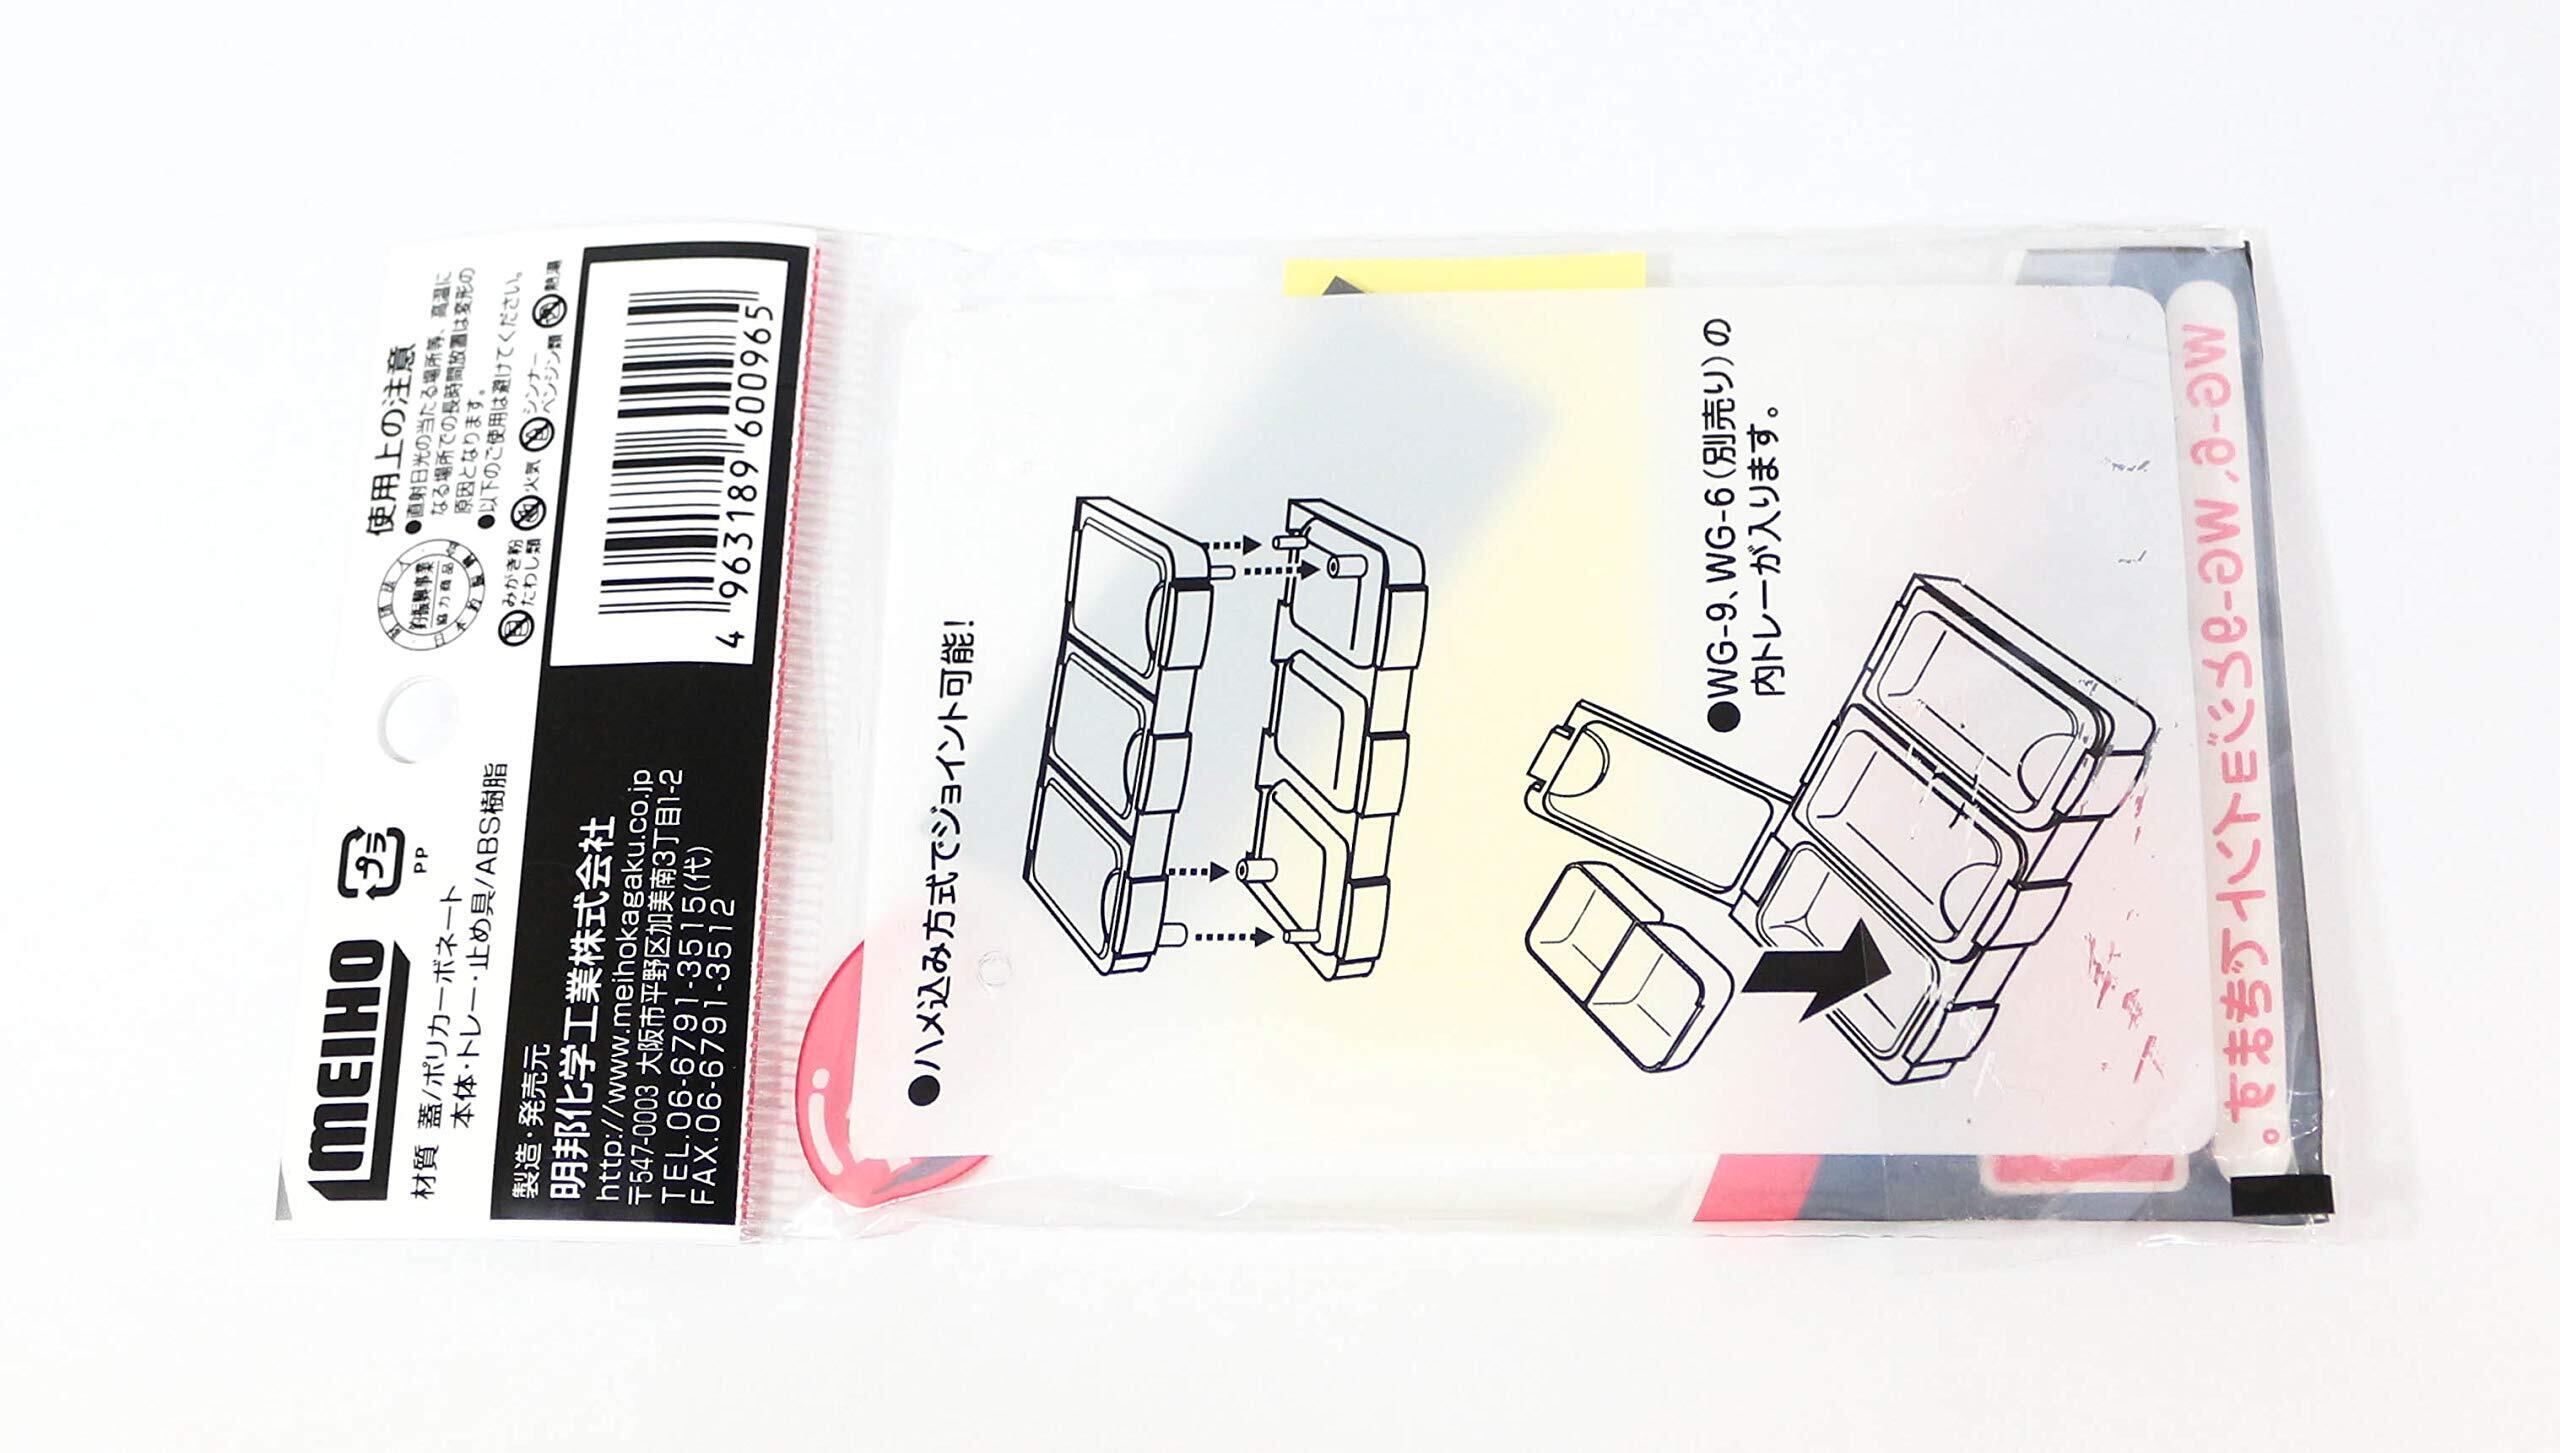 MEIHO
プラ
PP
材質 蓋/ポリカーボネート
本体・トレー・止め具/ABS樹脂
釣振興事業
協力商品
使用上の注意
●直射日光の当たる場所等、高温に
なる場所での長時間放置は変形の
原因となります。
●以下のご使用は避けてください。
みがき粉
たわし類
火気
シンナー
ベンジン類
熱湯
製造・発売元
明邦化学工業株式会社
http://www.meihokagaku.co.jp
〒547-0003 大阪市平野区加美南3丁目1-2
TEL.06-6791-3515(代)
FAX.06-6791-3512
4 963189 600965
●ハメ込み方式でジョイント可能!
●WG-9、WG-6(別売り)の
内トレーが入ります。
WG-9、WG-6とジョイントできます。